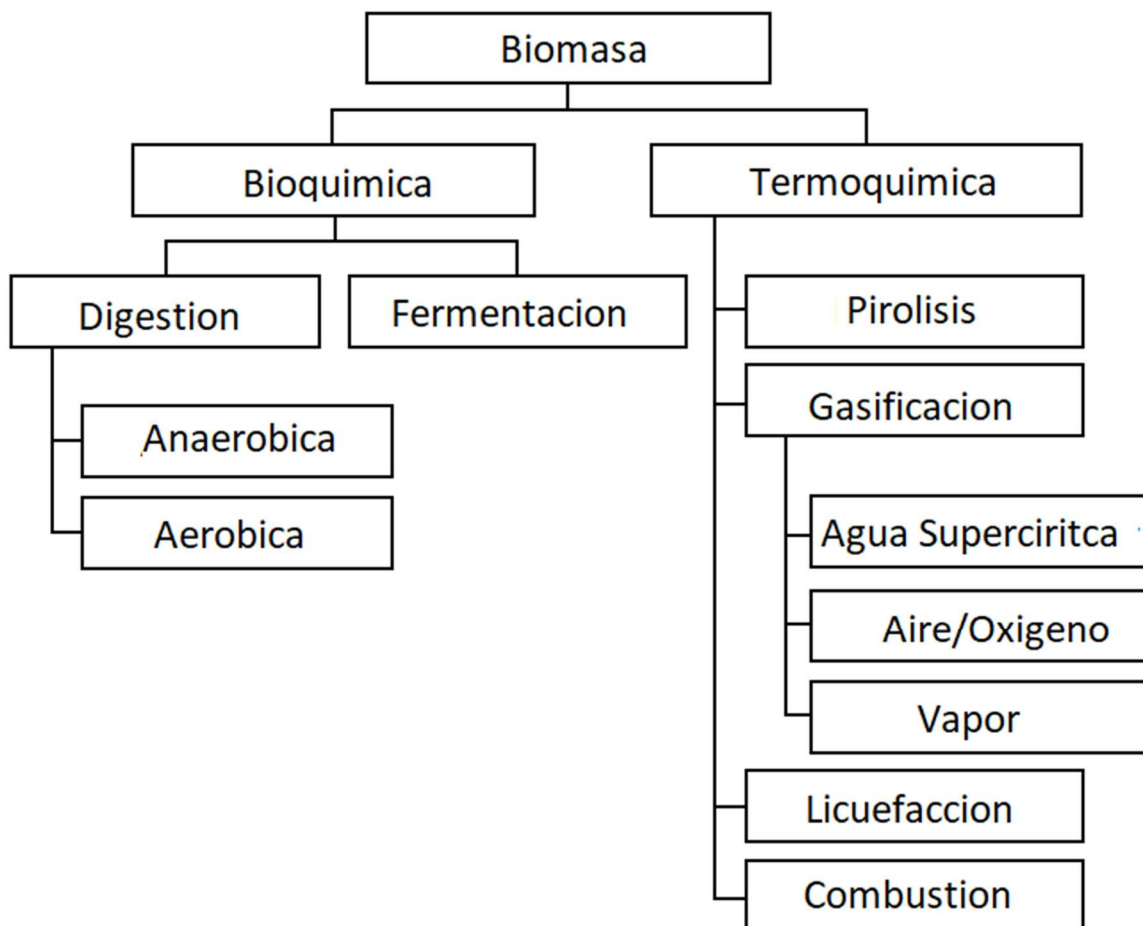 Biomasa
Bioquimica
Termoquimica
Digestion
Fermentacion
Anaerobica
Aerobica
Pirolisis
Gasificacion
Agua Superciritca
Aire/Oxigeno
Vapor
Licuefaccion
Combustion